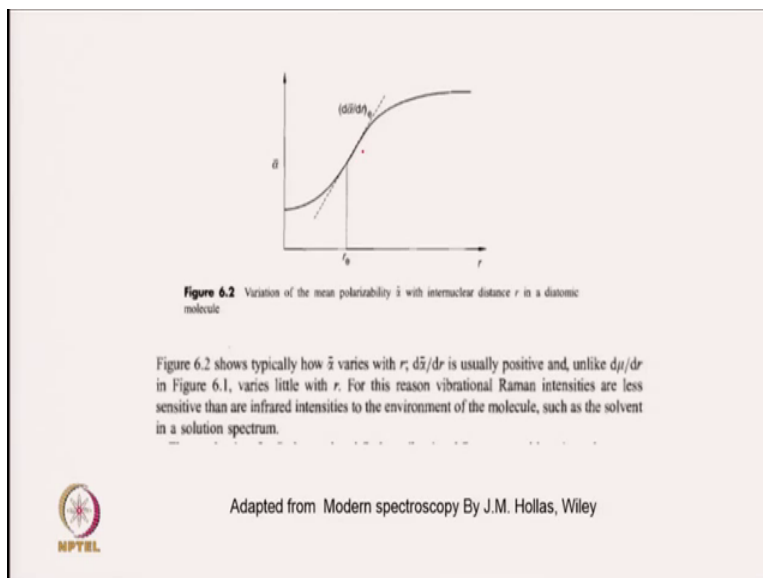 (dᾱ/dr)e
ᾱ
re
r
Figure 6.2 Variation of the mean polarizability ᾱ with internuclear distance r in a diatomic
molecule
Figure 6.2 shows typically how ᾱ varies with r; dᾱ/dr is usually positive and, unlike dμ/dr
in Figure 6.1, varies little with r. For this reason vibrational Raman intensities are less
sensitive than are infrared intensities to the environment of the molecule, such as the solvent
in a solution spectrum.
Adapted from Modern spectroscopy By J.M. Hollas, Wiley
NPTEL